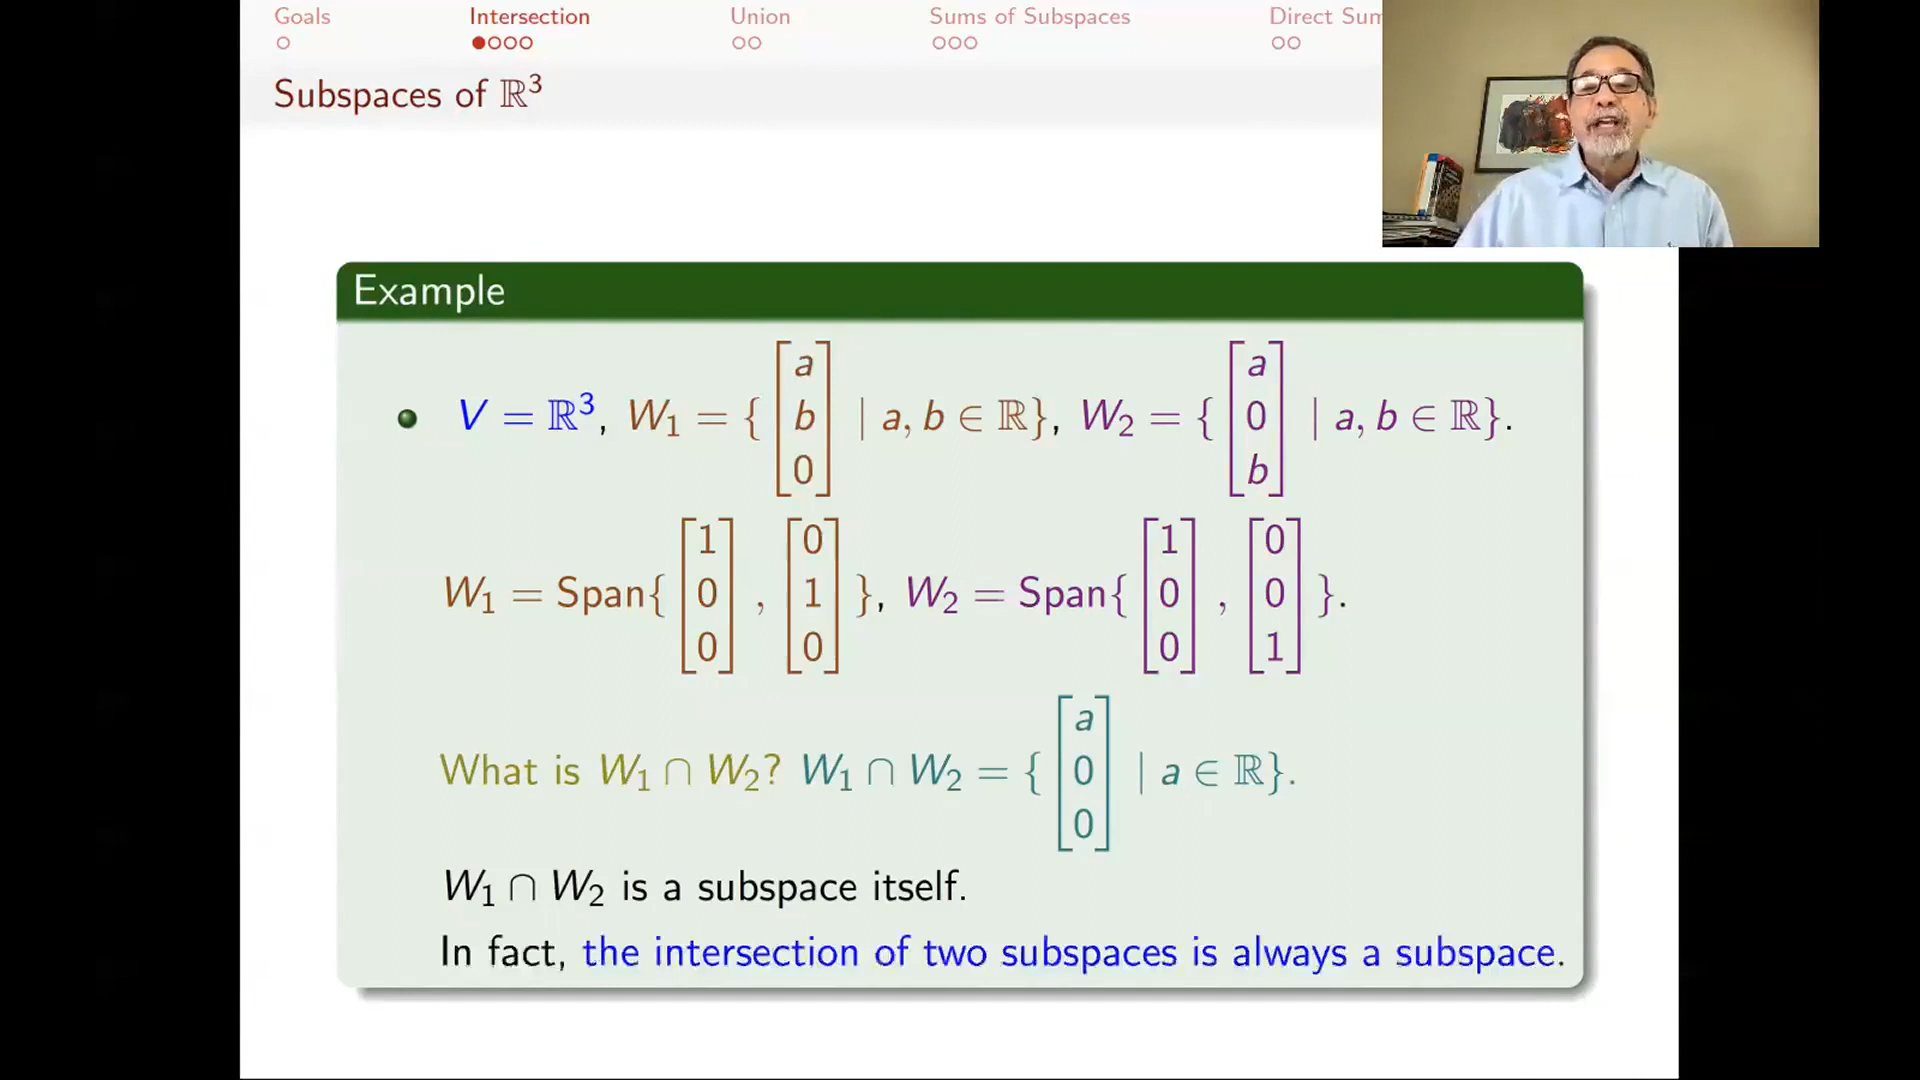 Goals Intersection Union Sums of Subspaces Direct Sum
Subspaces of ℝ³
Example
V = ℝ³, W₁ = { [a b 0] | a, b ∈ ℝ}, W₂ = { [a 0 b] | a, b ∈ ℝ}.
W₁ = Span{ [1 0 0] , [0 1 0] }, W₂ = Span{ [1 0 0] , [0 0 1] }.
What is W₁ ∩ W₂? W₁ ∩ W₂ = { [a 0 0] | a ∈ ℝ}.
W₁ ∩ W₂ is a subspace itself.
In fact, the intersection of two subspaces is always a subspace.